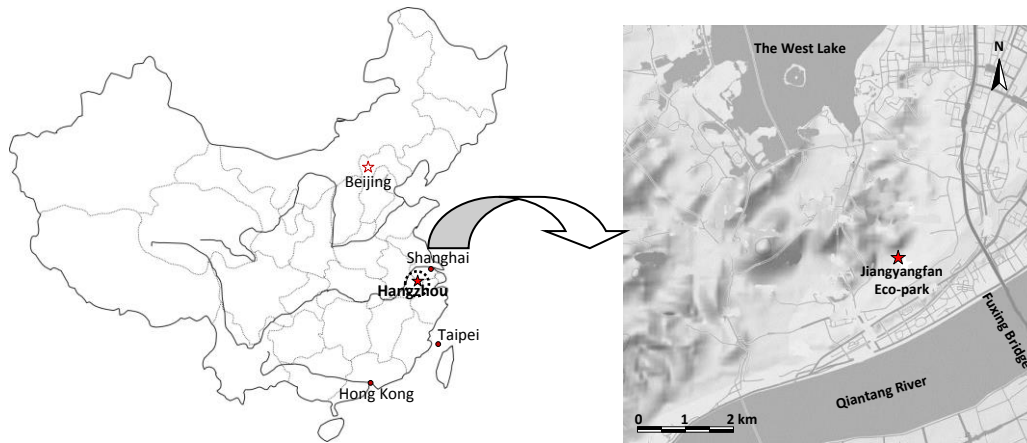 Beijing
Shanghai
Hangzhou
Taipei
Hong Kong
The West Lake
N
Jiangyangfan
Eco-park
Fuxing Bridge
Qiantang River
0 1 2 km